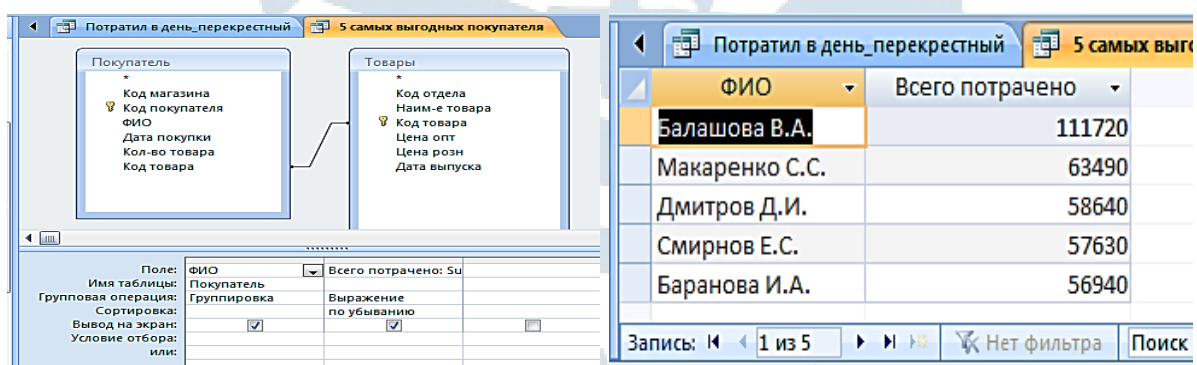 Потратил в день_перекрестный 5 самых выгодных покупателя
Покупатель
*
Код магазина
Код покупателя
ФИО
Дата покупки
Кол-во товара
Код товара
Товары
*
Код отдела
Наим-е товара
Код товара
Цена опт
Цена розн
Дата выпуска
Поле: ФИО Всего потрачено: Su
Имя таблицы: Покупатель
Групповая операция: Группировка Выражение
Сортировка: по убыванию
Вывод на экран:
Условие отбора:
или:
Потратил в день_перекрестный 5 самых выго
ФИО Всего потрачено
Балашова В.А. 111720
Макаренко С.С. 63490
Дмитров Д.И. 58640
Смирнов Е.С. 57630
Баранова И.А. 56940
Запись: 1 из 5 Нет фильтра Поиск